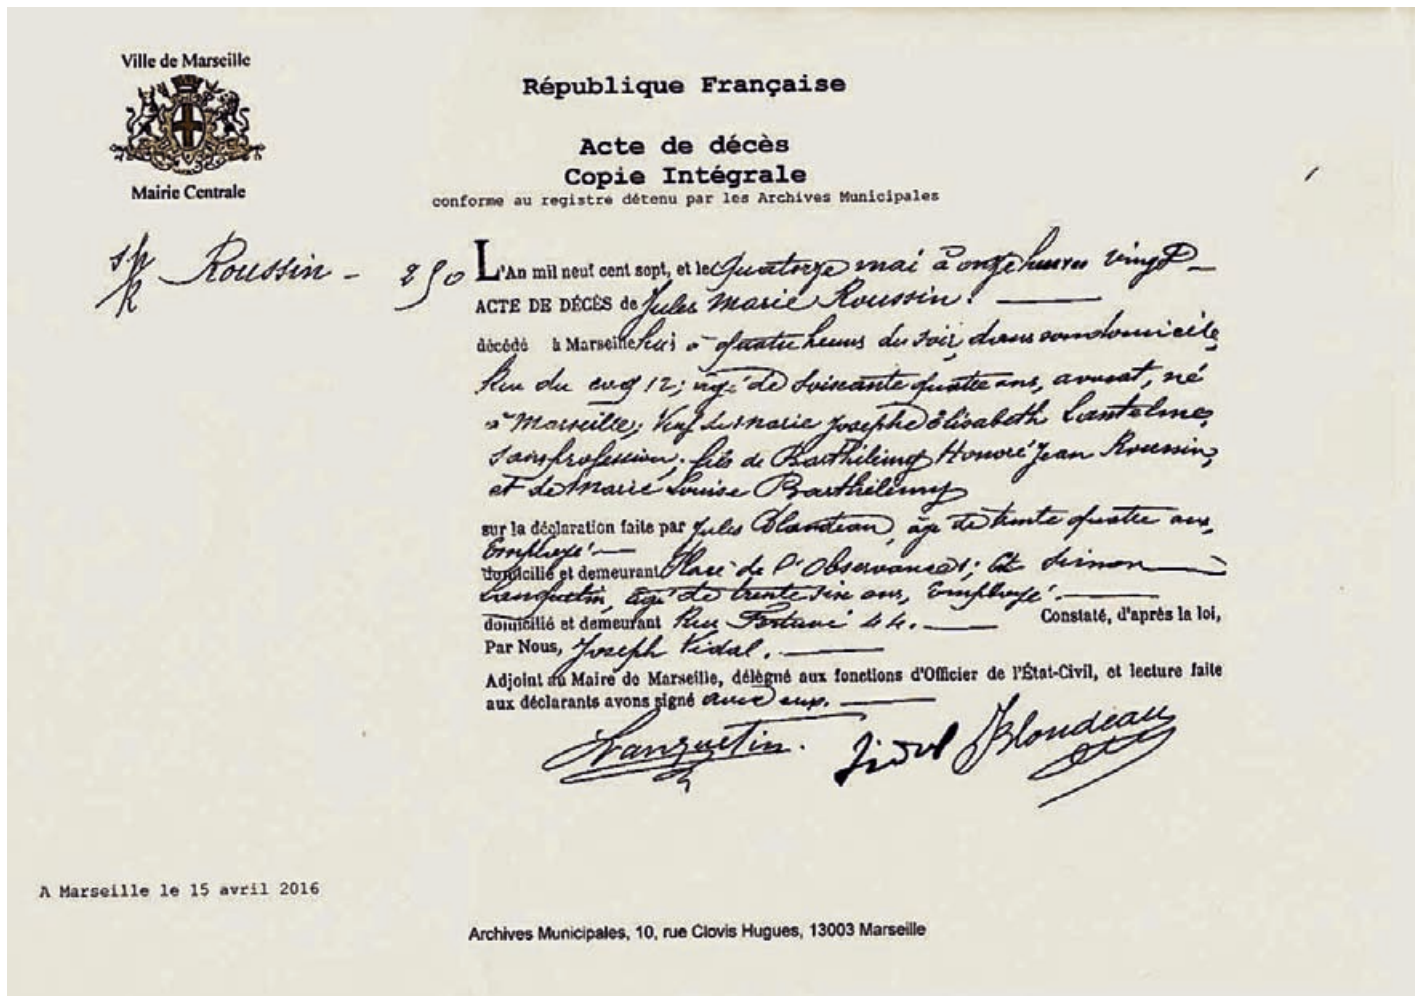 Ville de Marseille
Mairie Centrale
République Française
Acte de décès
Copie Intégrale
conforme au registre détenu par les Archives Municipales
Roussin - 250
L'An mil neuf cent sept, et le quatorze mai à onze heures vingt
ACTE DE DÉCÈS de Jules Marie Roussin.
décédé à Marseille hier à quatre heures du soir, dans son domicile,
Rue du coq 12; âgé de soixante quatre ans, avocat, né
à Marseille; Veuf de Marie Josephe Élisabeth Lantelme,
sans profession; fils de Barthélemy Honoré Jean Roussin,
et de Marie Louise Barthélemy
sur la déclaration faite par Jules Blondeau, âgé de trente quatre ans,
Employé
domicilié et demeurant Place de l'Observance; Et Simon
Lanquetin, âgé de trente six ans, Employé.
domicilié et demeurant Rue Fortuné 44. Constaté, d'après la loi,
Par Nous, Joseph Vidal.
Adjoint au Maire de Marseille, délégué aux fonctions d'Officier de l'État-Civil, et lecture faite
aux déclarants avons signé avec eux.
Lanquetin. Vidal JBlondeau
A Marseille le 15 avril 2016
Archives Municipales, 10, rue Clovis Hugues, 13003 Marseille